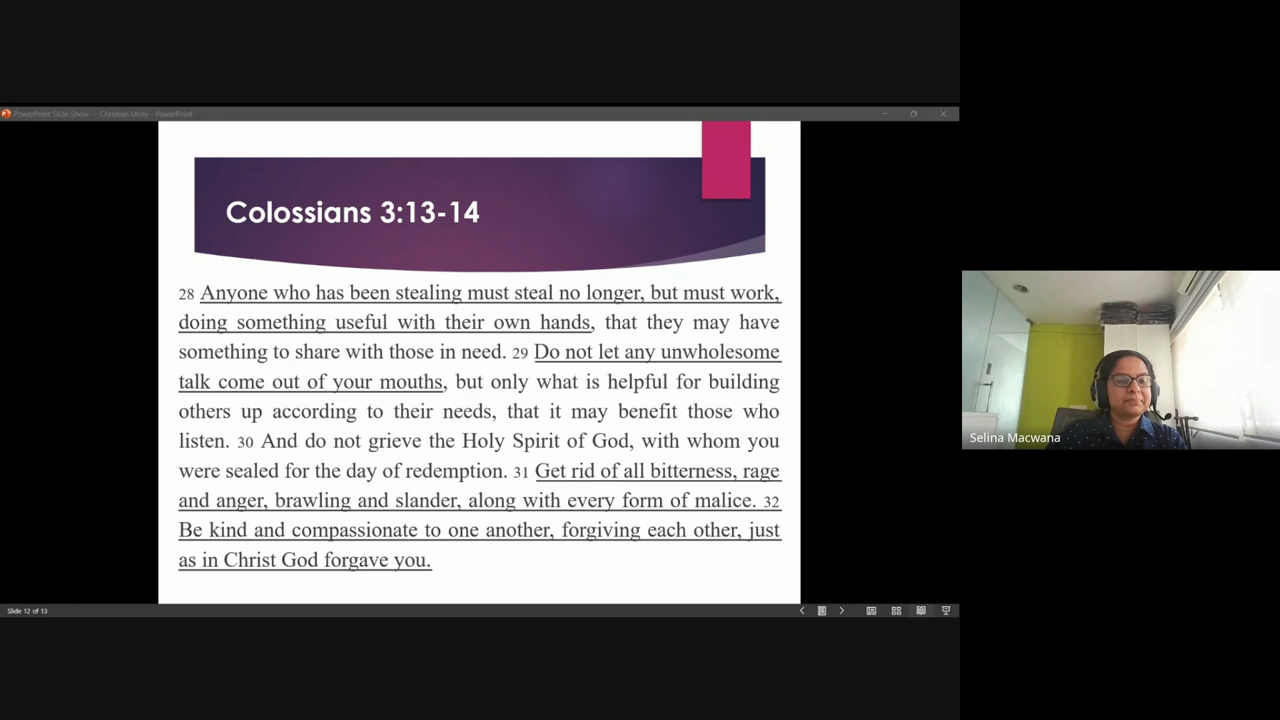 PowerPoint Slide Show - Christian Unity - PowerPoint
Colossians 3:13-14
28 Anyone who has been stealing must steal no longer, but must work,
doing something useful with their own hands, that they may have
something to share with those in need. 29 Do not let any unwholesome
talk come out of your mouths, but only what is helpful for building
others up according to their needs, that it may benefit those who
listen. 30 And do not grieve the Holy Spirit of God, with whom you
were sealed for the day of redemption. 31 Get rid of all bitterness, rage
and anger, brawling and slander, along with every form of malice. 32
Be kind and compassionate to one another, forgiving each other, just
as in Christ God forgave you.
Selina Macwana
Slide 12 of 13